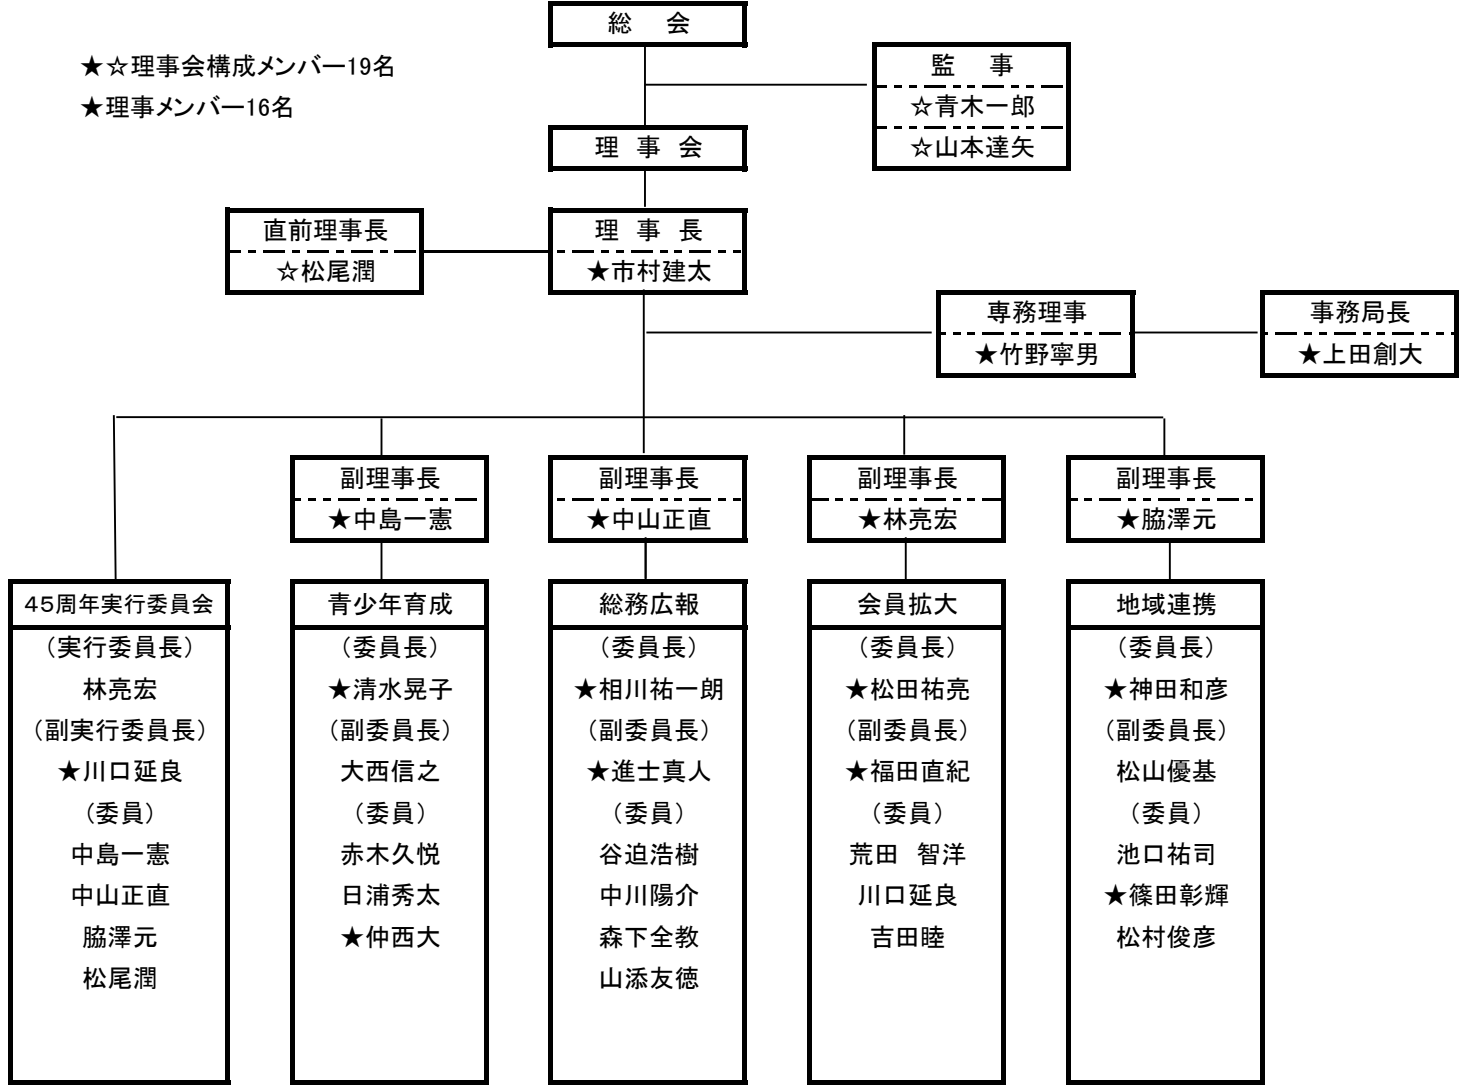 総　会
★☆理事会構成メンバー19名
★理事メンバー16名
監　事
☆青木一郎
☆山本達矢
理 事 会
直前理事長
☆松尾潤
理 事 長
★市村建太
専務理事
★竹野寧男
事務局長
★上田創大
副理事長
★中島一憲
副理事長
★中山正直
副理事長
★林亮宏
副理事長
★脇澤元
45周年実行委員会
（実行委員長）
林亮宏
（副実行委員長）
★川口延良
（委員）
中島一憲
中山正直
脇澤元
松尾潤
青少年育成
（委員長）
★清水晃子
（副委員長）
大西信之
（委員）
赤木久悦
日浦秀太
★仲西大
総務広報
（委員長）
★相川祐一朗
（副委員長）
★進士真人
（委員）
谷迫浩樹
中川陽介
森下全教
山添友徳
会員拡大
（委員長）
★松田祐亮
（副委員長）
★福田直紀
（委員）
荒田　智洋
川口延良
吉田睦
地域連携
（委員長）
★神田和彦
（副委員長）
松山優基
（委員）
池口祐司
★篠田彰輝
松村俊彦